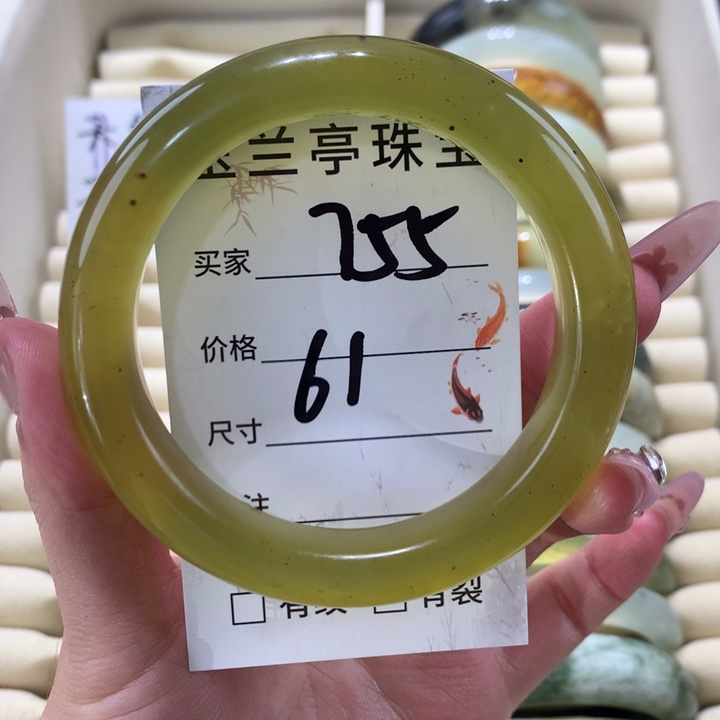 玉兰亭珠宝
买家 255
价格 61
尺寸
注
□ 有纹 □ 有裂